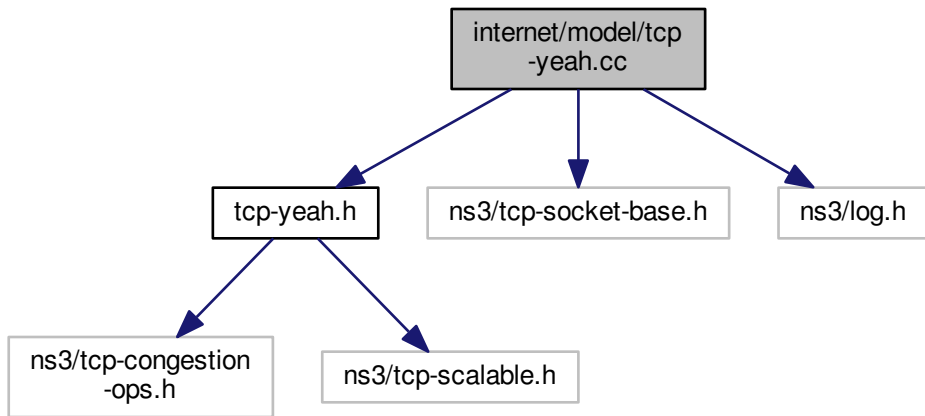 internet/model/tcp
-yeah.cc
tcp-yeah.h
ns3/tcp-socket-base.h
ns3/log.h
ns3/tcp-congestion
-ops.h
ns3/tcp-scalable.h